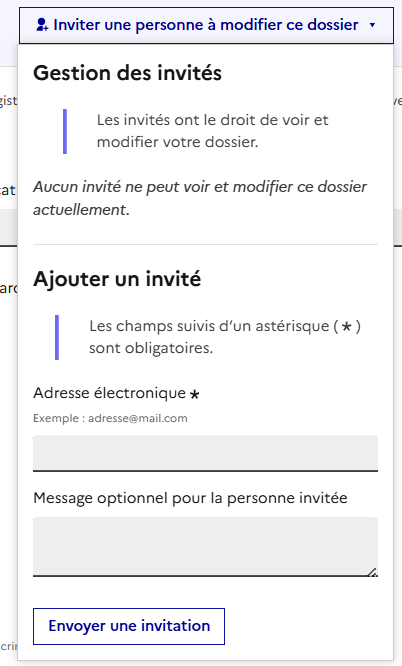 Inviter une personne à modifier ce dossier
Gestion des invités
Les invités ont le droit de voir et
modifier votre dossier.
Aucun invité ne peut voir et modifier ce dossier
actuellement.
Ajouter un invité
Les champs suivis d’un astérisque ( * )
sont obligatoires.
Adresse électronique *
Exemple : adresse@mail.com
Message optionnel pour la personne invitée
Envoyer une invitation